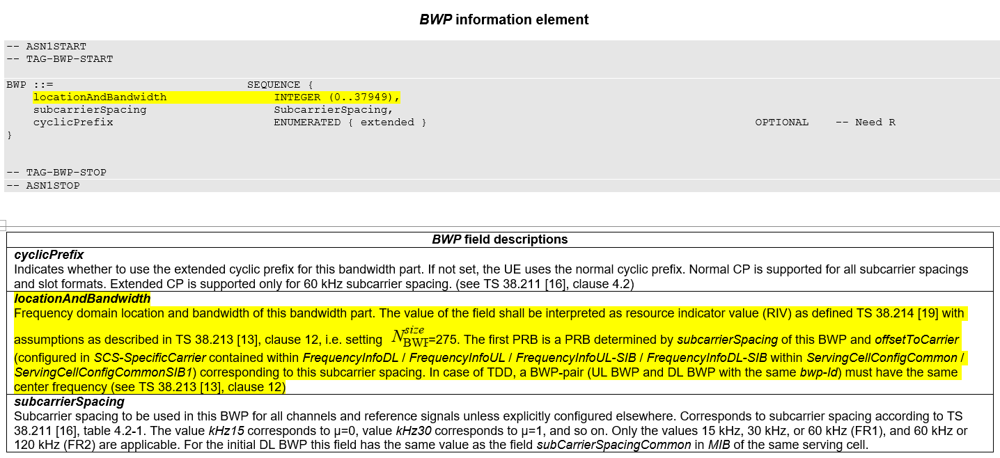 BWP information element
-- ASN1START
-- TAG-BWP-START
BWP ::= SEQUENCE {
locationAndBandwidth INTEGER (0..37949),
subcarrierSpacing SubcarrierSpacing,
cyclicPrefix ENUMERATED { extended } OPTIONAL -- Need R
}
-- TAG-BWP-STOP
-- ASN1STOP
BWP field descriptions
cyclicPrefix
Indicates whether to use the extended cyclic prefix for this bandwidth part. If not set, the UE uses the normal cyclic prefix. Normal CP is supported for all subcarrier spacings
and slot formats. Extended CP is supported only for 60 kHz subcarrier spacing. (see TS 38.211 [16], clause 4.2)
locationAndBandwidth
Frequency domain location and bandwidth of this bandwidth part. The value of the field shall be interpreted as resource indicator value (RIV) as defined TS 38.214 [19] with
assumptions as described in TS 38.213 [13], clause 12, i.e. setting N^size_BWP=275. The first PRB is a PRB determined by subcarrierSpacing of this BWP and offsetToCarrier
(configured in SCS-SpecificCarrier contained within FrequencyInfoDL / FrequencyInfoUL / FrequencyInfoUL-SIB / FrequencyInfoDL-SIB within ServingCellConfigCommon /
ServingCellConfigCommonSIB1) corresponding to this subcarrier spacing. In case of TDD, a BWP-pair (UL BWP and DL BWP with the same bwp-Id) must have the same
center frequency (see TS 38.213 [13], clause 12)
subcarrierSpacing
Subcarrier spacing to be used in this BWP for all channels and reference signals unless explicitly configured elsewhere. Corresponds to subcarrier spacing according to TS
38.211 [16], table 4.2-1. The value kHz15 corresponds to µ=0, value kHz30 corresponds to µ=1, and so on. Only the values 15 kHz, 30 kHz, or 60 kHz (FR1), and 60 kHz or
120 kHz (FR2) are applicable. For the initial DL BWP this field has the same value as the field subCarrierSpacingCommon in MIB of the same serving cell.